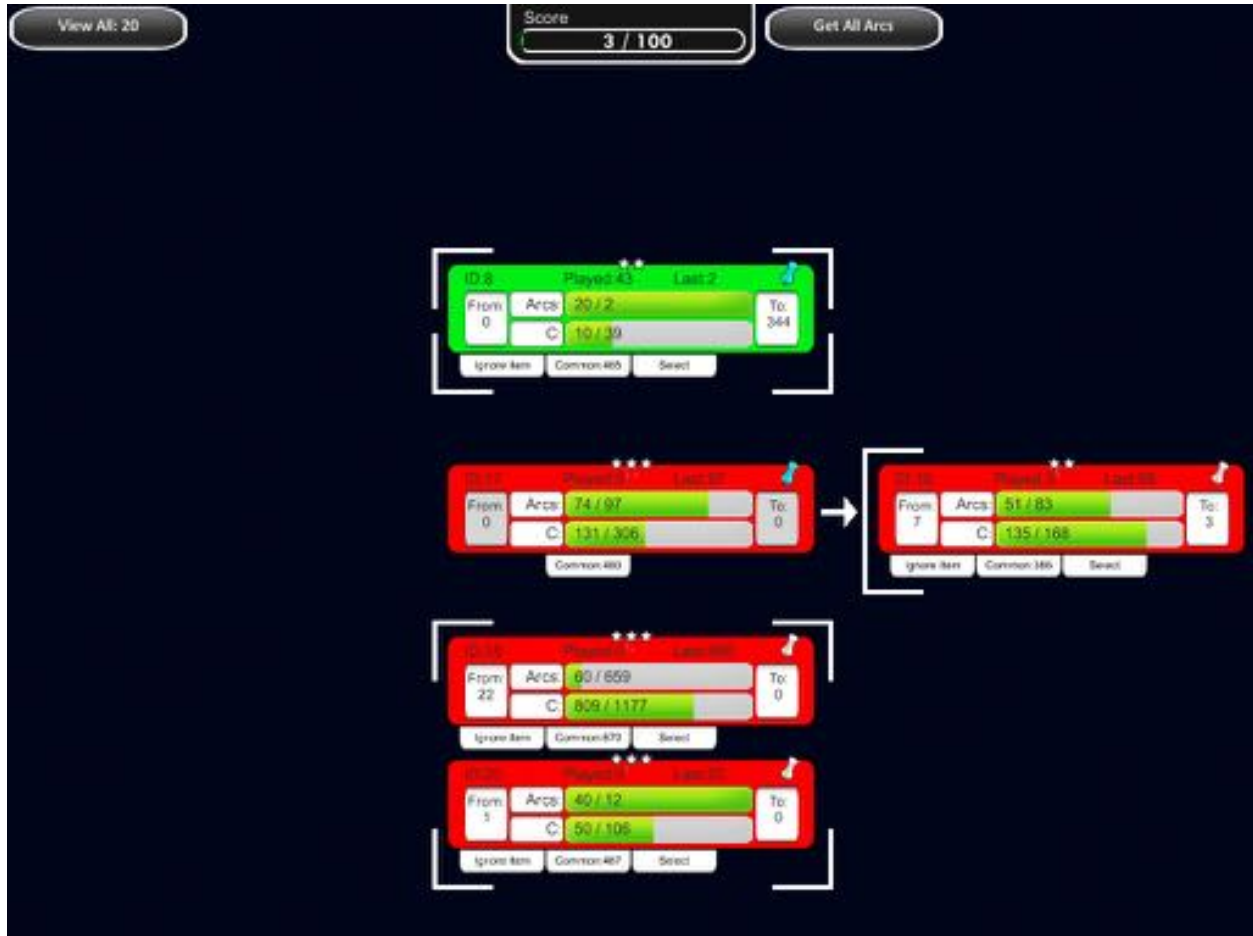 View All: 20
Score
3 / 100
Get All Arcs
ID:8 Played:43 Last:2
From: 0
Arcs: 20 / 2
C: 10 / 39
To: 344
Ignore Item Common:465 Select
From: 0
Arcs: 74 / 97
C: 131 / 306
To: 0
Common:460
From: 7
Arcs: 51 / 83
C: 135 / 168
To: 3
Ignore Item Common:386 Select
From: 22
Arcs: 60 / 659
C: 809 / 1177
To: 0
Ignore Item Common:670 Select
From: 1
Arcs: 40 / 12
C: 50 / 106
To: 0
Ignore Item Common:467 Select